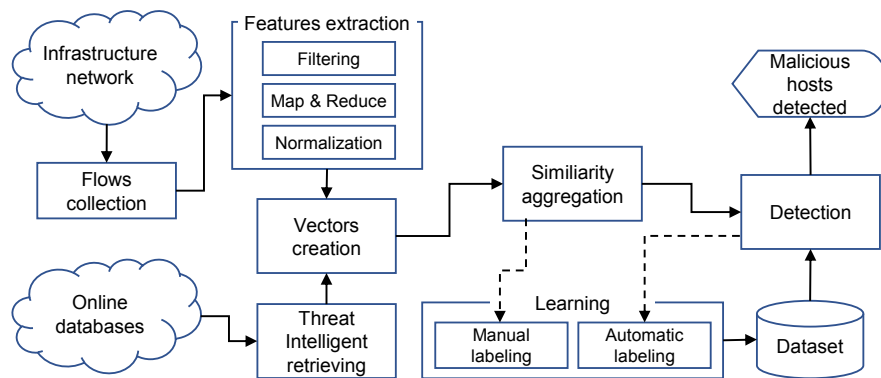 Infrastructure
network
Features extraction
Filtering
Map & Reduce
Normalization
Malicious
hosts
detected
Flows
collection
Similiarity
aggregation
Vectors
creation
Detection
Online
databases
Threat
Intelligent
retrieving
Learning
Manual
labeling
Automatic
labeling
Dataset